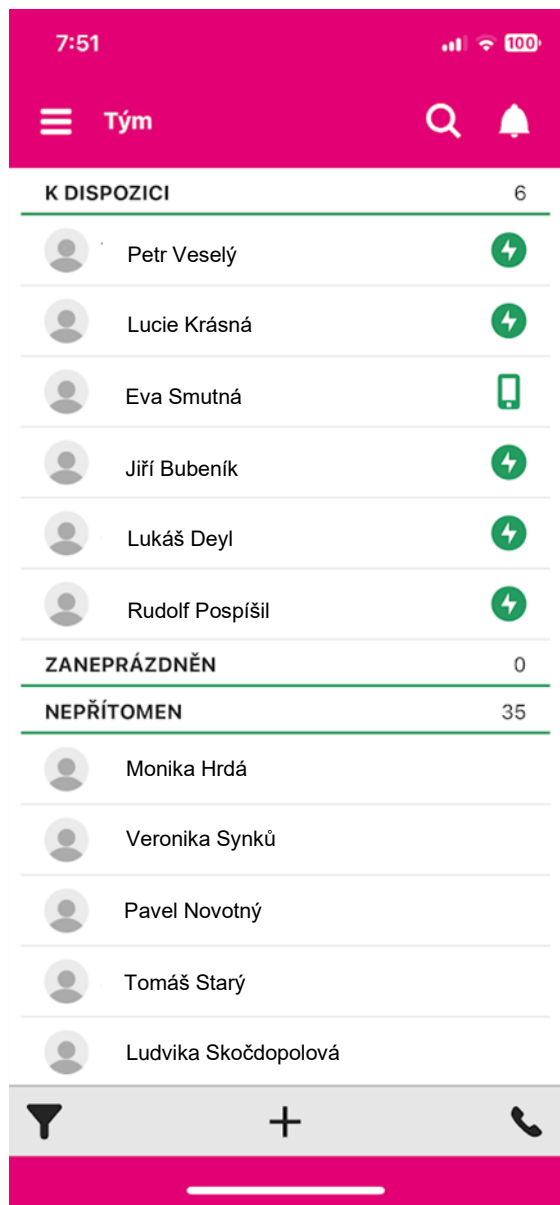 7:51
100
Tým
K DISPOZICI 6
Petr Veselý
Lucie Krásná
Eva Smutná
Jiří Bubeník
Lukáš Deyl
Rudolf Pospíšil
ZANEPRÁZDNĚN 0
NEPŘÍTOMEN 35
Monika Hrdá
Veronika Synků
Pavel Novotný
Tomáš Starý
Ludvika Skočdopolová